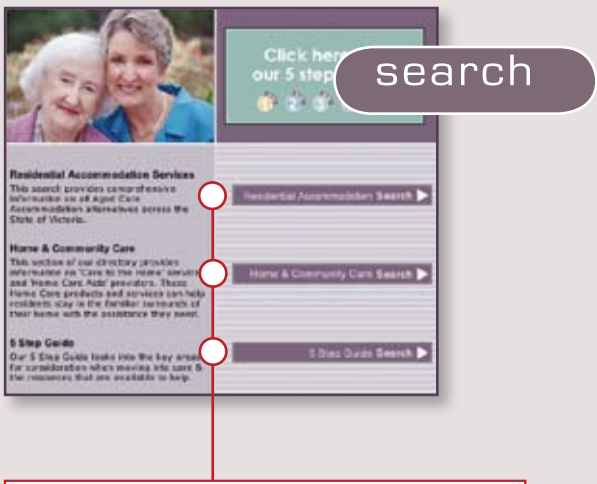 Click here
our 5 step
1 2 3
search
Residential Accommodation Services
This search provides comprehensive
information on all Aged Care
Accommodation alternatives across the
State of Victoria.
Residential Accommodation Search
Home & Community Care
This section of our directory provides
information on 'Care to the Home' service
and 'Home Care Aids' providers. These
Home Care products and services can help
residents stay in the familiar surrounds of
their home with the assistance they need.
Home & Community Care Search
5 Step Guide
Our 5 Step Guide looks into the key areas
for consideration when moving into care &
the resources that are available to help.
5 Step Guide Search